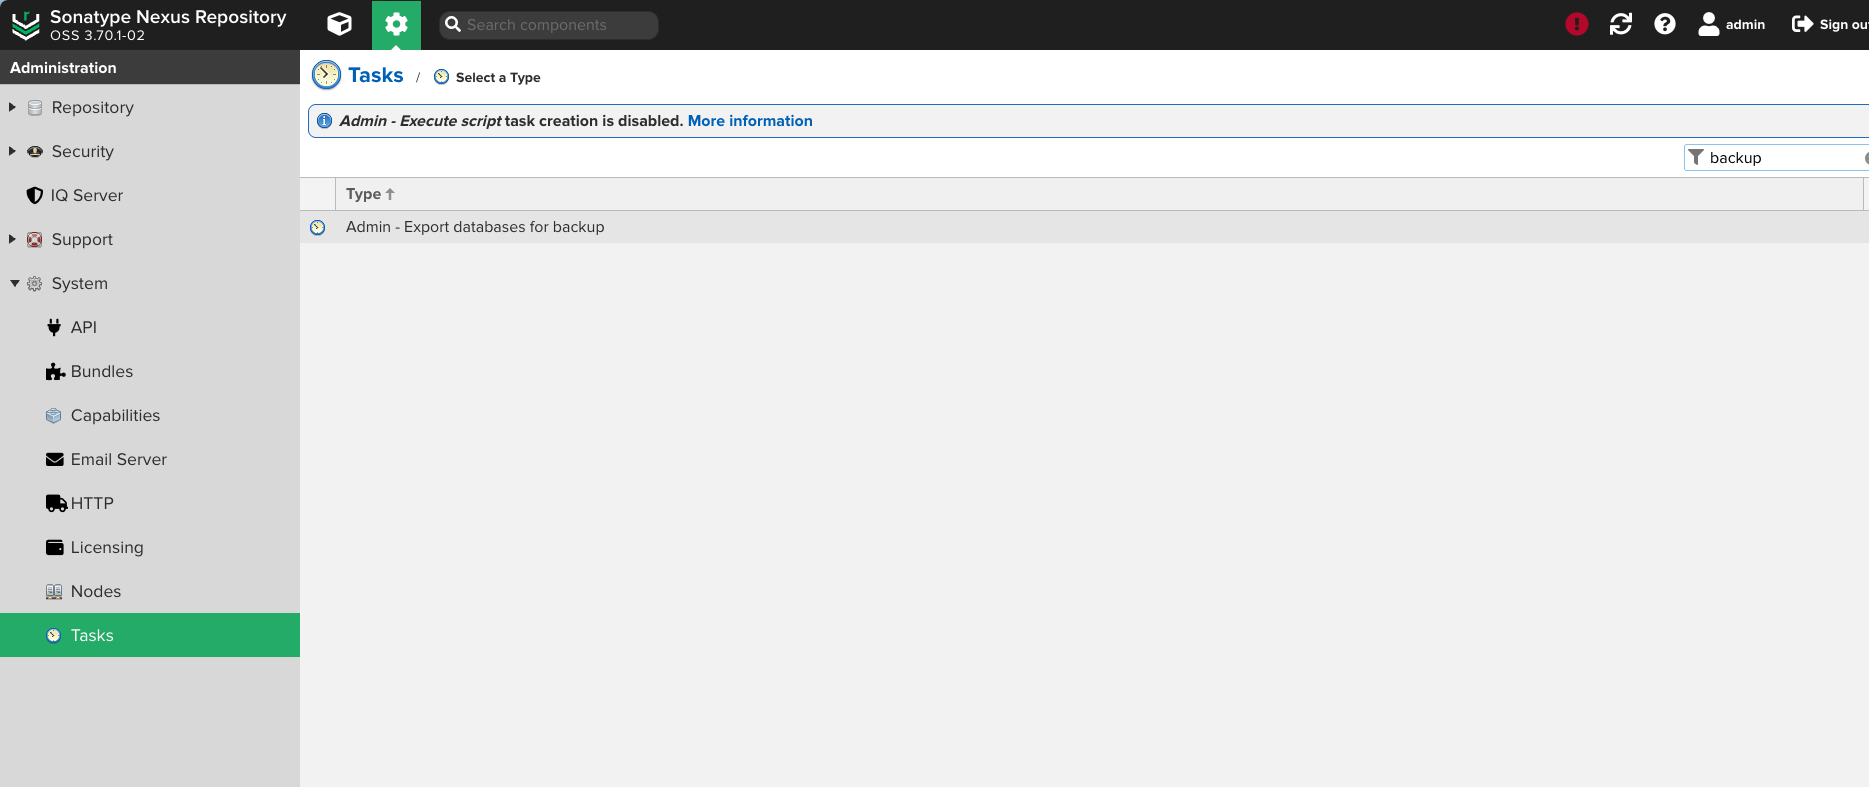 Sonatype Nexus Repository
OSS 3.70.1-02
Search components
admin
Sign ou
Administration
Repository
Security
IQ Server
Support
System
API
Bundles
Capabilities
Email Server
HTTP
Licensing
Nodes
Tasks
Tasks / Select a Type
Admin - Execute script task creation is disabled. More information
backup
Type
Admin - Export databases for backup